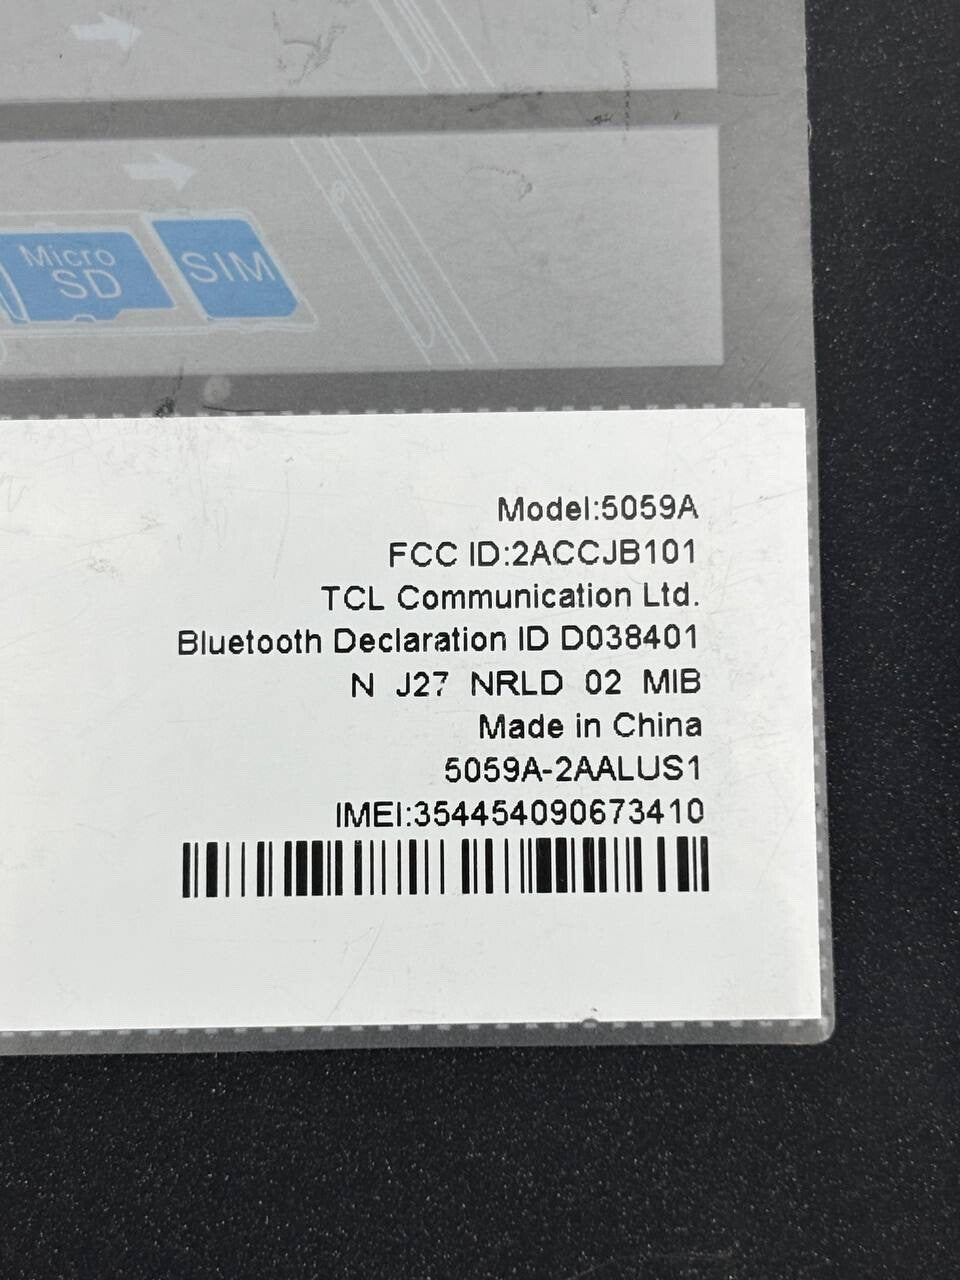 Micro
SD
SIM
Model:5059A
FCC ID:2ACCJB101
TCL Communication Ltd.
Bluetooth Declaration ID D038401
N J27 NRLD 02 MIB
Made in China
5059A-2AALUS1
IMEI:354454090673410